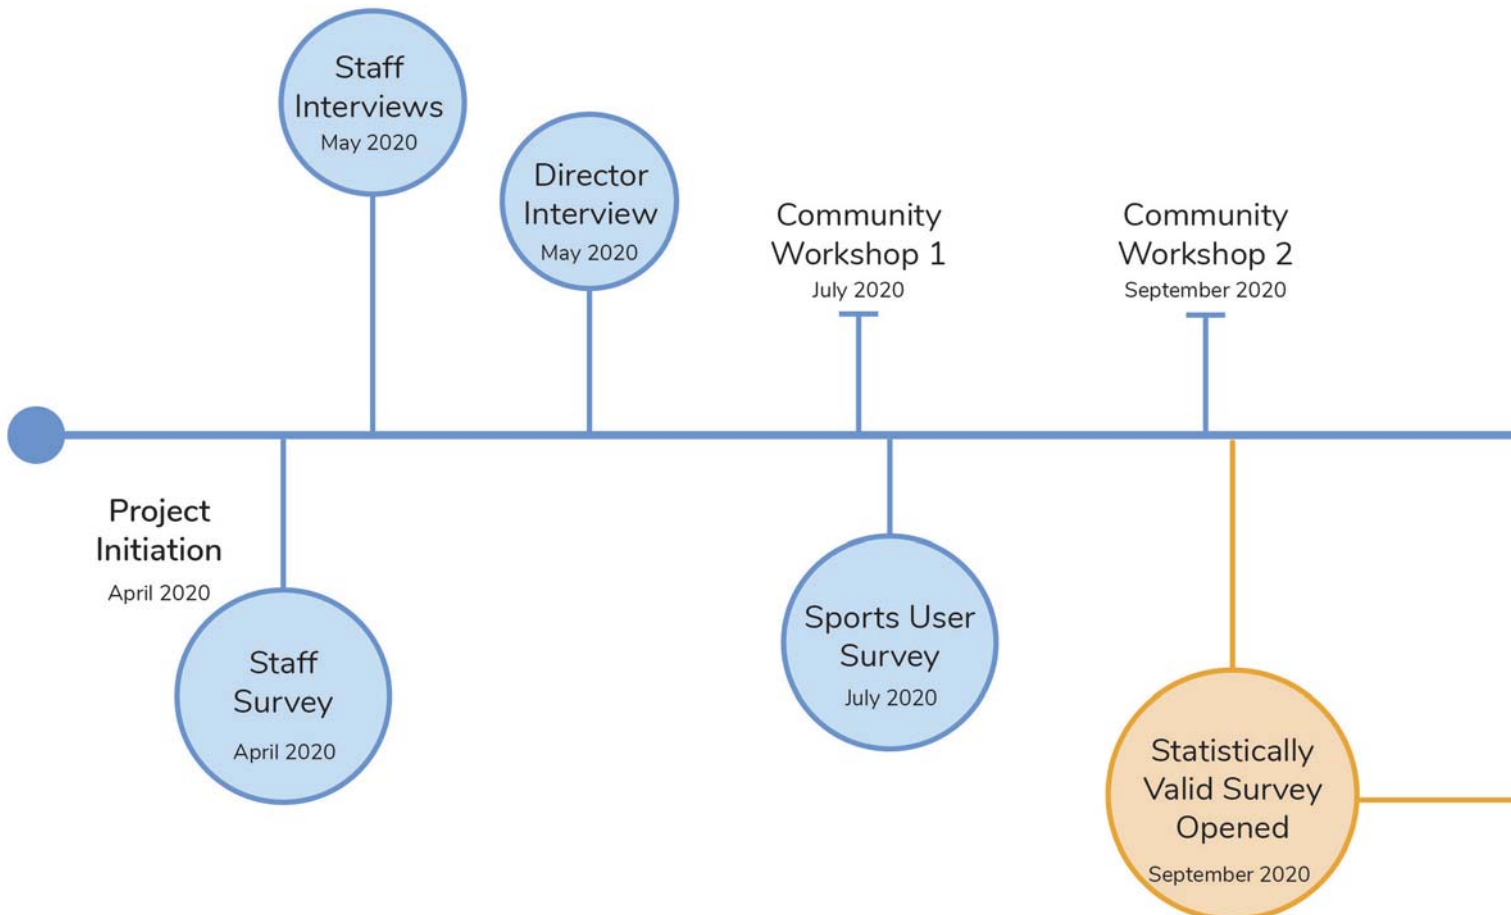 Staff
Interviews
May 2020
Director
Interview
May 2020
Community
Workshop 1
July 2020
Community
Workshop 2
September 2020
Project
Initiation
April 2020
Staff
Survey
April 2020
Sports User
Survey
July 2020
Statistically
Valid Survey
Opened
September 2020